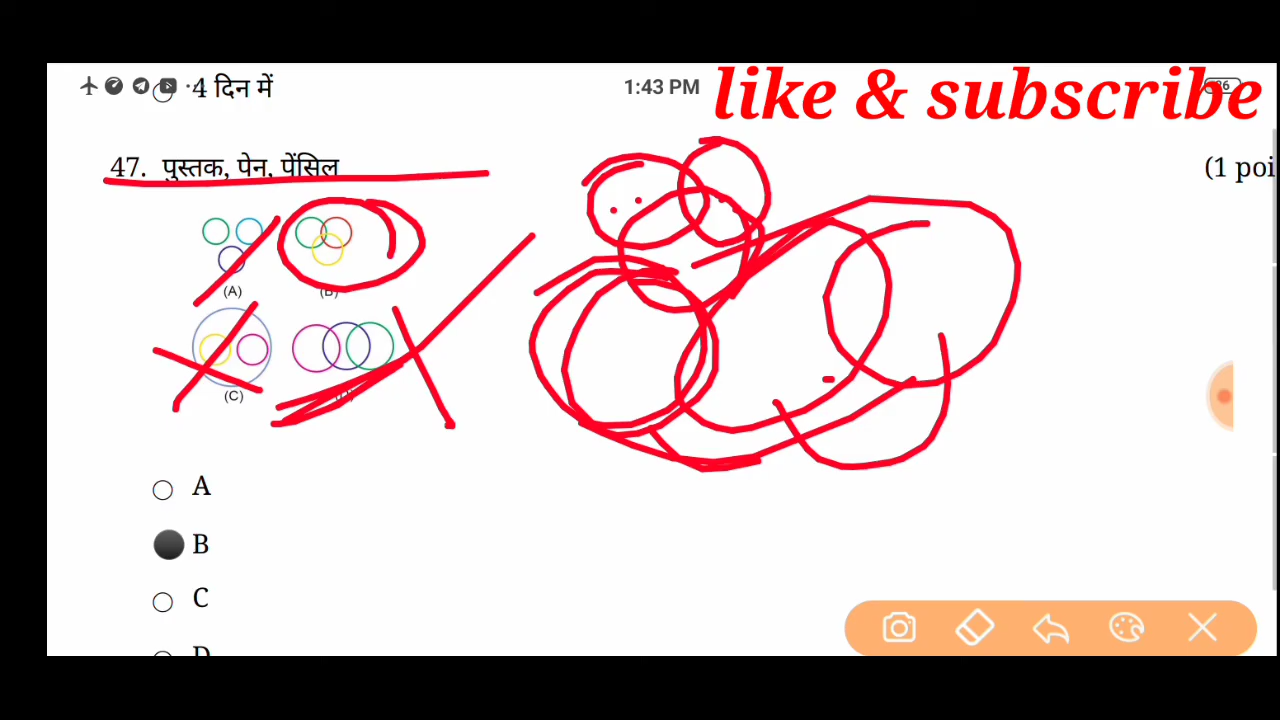 4 दिन में
1:43 PM
like & subscribe
47. पुस्तक, पेन, पेंसिल
(1 poi
(A)
(B)
(C)
A
B
C
D